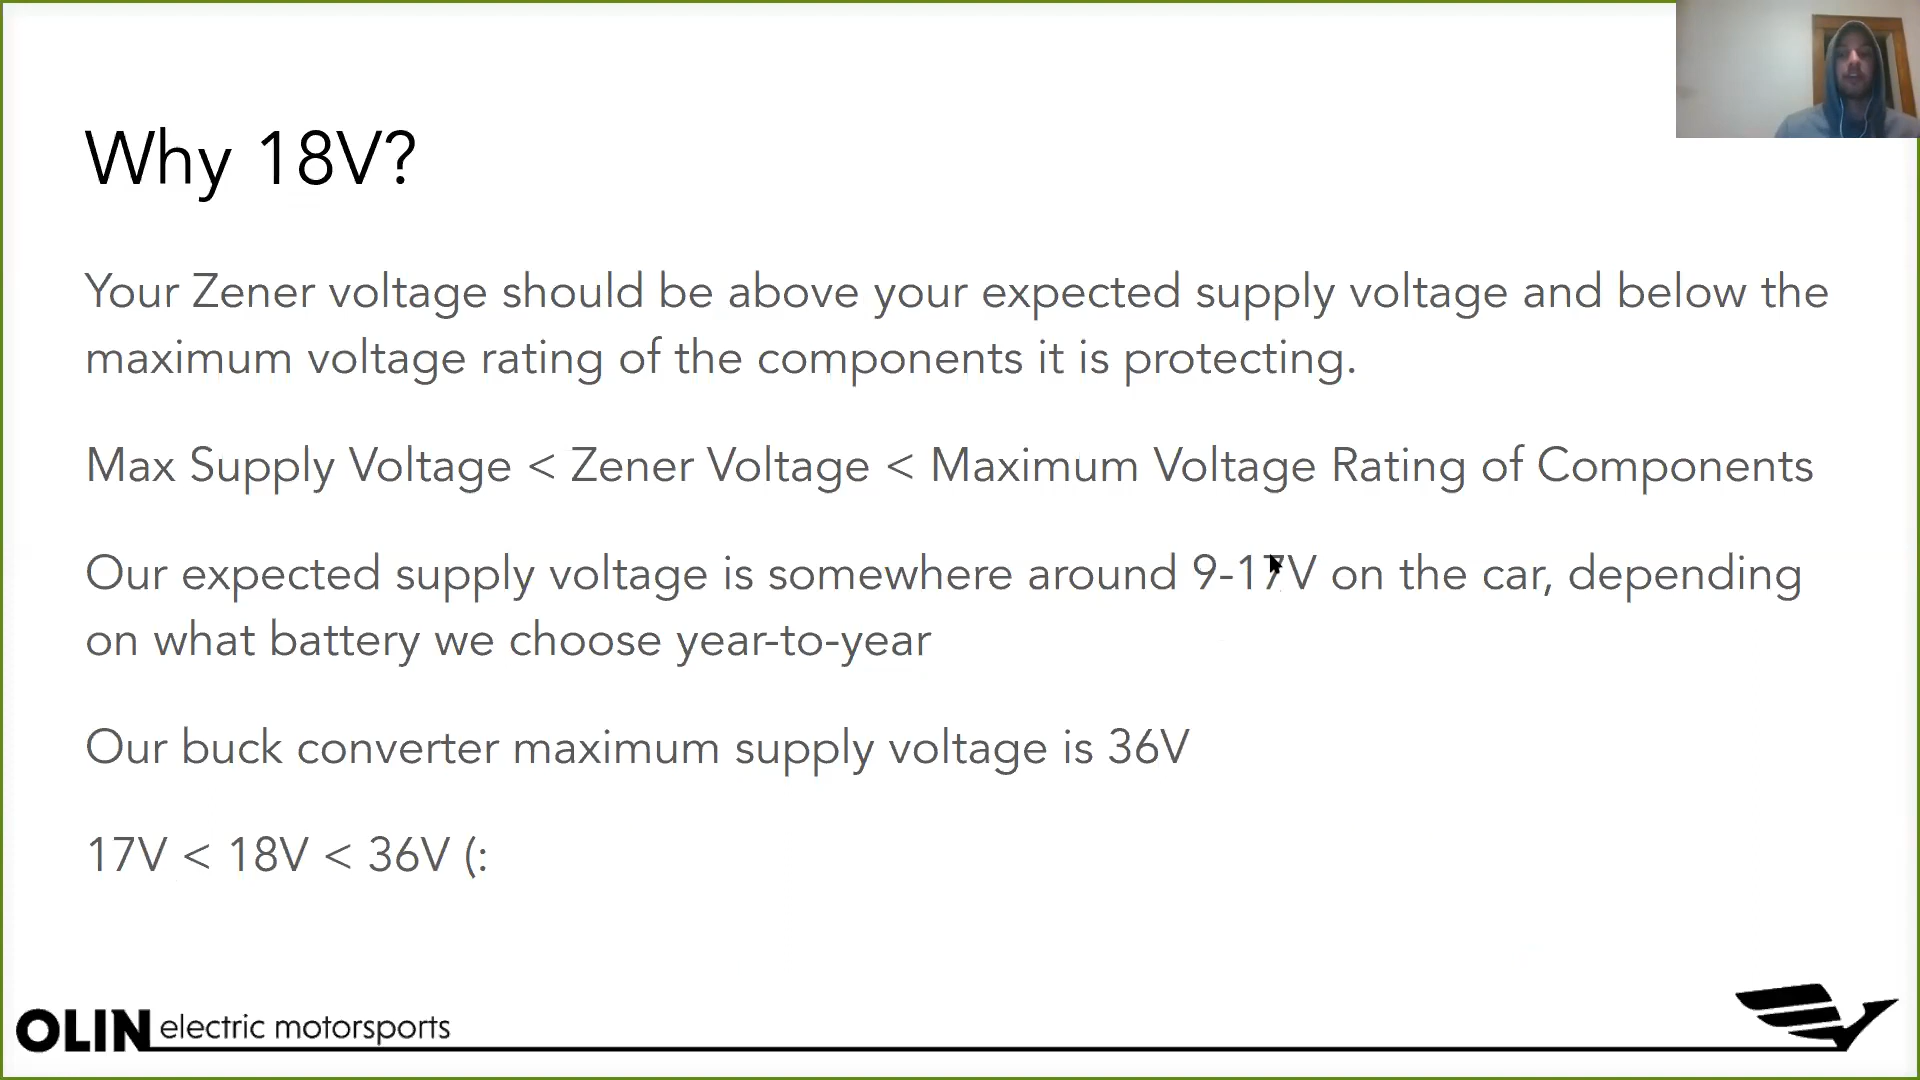 Why 18V?
Your Zener voltage should be above your expected supply voltage and below the
maximum voltage rating of the components it is protecting.
Max Supply Voltage < Zener Voltage < Maximum Voltage Rating of Components
Our expected supply voltage is somewhere around 9-17V on the car, depending
on what battery we choose year-to-year
Our buck converter maximum supply voltage is 36V
17V < 18V < 36V (:
OLIN electric motorsports